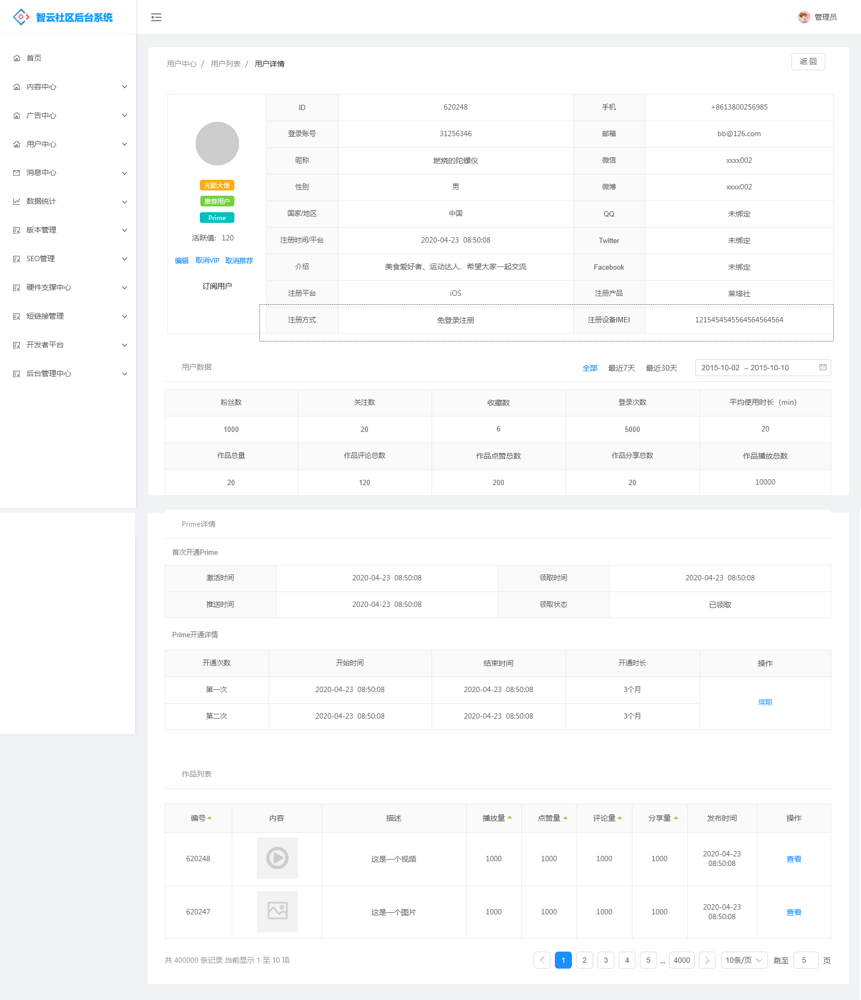 智云社区后台系统
管理员
首页
内容中心
广告中心
用户中心
消息中心
数据统计
版本管理
SEO管理
硬件支撑中心
短链接管理
开发者平台
后台管理中心
用户中心 / 用户列表 / 用户详情
返 回
光影大使
推荐用户
Prime
活跃值: 120
编辑 取消VIP 取消推荐
订阅用户
ID 620248 手机 +8613800256985
登录账号 31256346 邮箱 bb@126.com
昵称 燃烧的陀螺仪 微信 xxxx002
性别 男 微博 xxxx002
国家/地区 中国 QQ 未绑定
注册时间/平台 2020-04-23 08:50:08 Twitter 未绑定
介绍 美食爱好者、运动达人，希望大家一起交流 Facebook 未绑定
注册平台 iOS 注册产品 莱塔社
注册方式 免登录注册 注册设备IMEI 1215454545564564564564
用户数据 全部 最近7天 最近30天 2015-10-02 ~ 2015-10-10
粉丝数 关注数 收藏数 登录次数 平均使用时长（min）
1000 20 6 5000 20
作品总量 作品评论总数 作品点赞总数 作品分享总数 作品播放总数
20 120 200 20 10000
Prime详情
首次开通Prime
激活时间 2020-04-23 08:50:08 领取时间 2020-04-23 08:50:08
推送时间 2020-04-23 08:50:08 领取状态 已领取
Prime开通详情
开通次数 开始时间 结束时间 开通时长 操作
第一次 2020-04-23 08:50:08 2020-04-23 08:50:08 3个月
续期
第二次 2020-04-23 08:50:08 2020-04-23 08:50:08 3个月
作品列表
编号 内容 描述 播放量 点赞量 评论量 分享量 发布时间 操作
620248 这是一个视频 1000 1000 1000 1000 2020-04-23 08:50:08 查看
620247 这是一个图片 1000 1000 1000 1000 2020-04-23 08:50:08 查看
共 400000 条记录 当前显示 1 至 10 项
1 2 3 4 5 ... 4000 10条/页 跳至 5 页